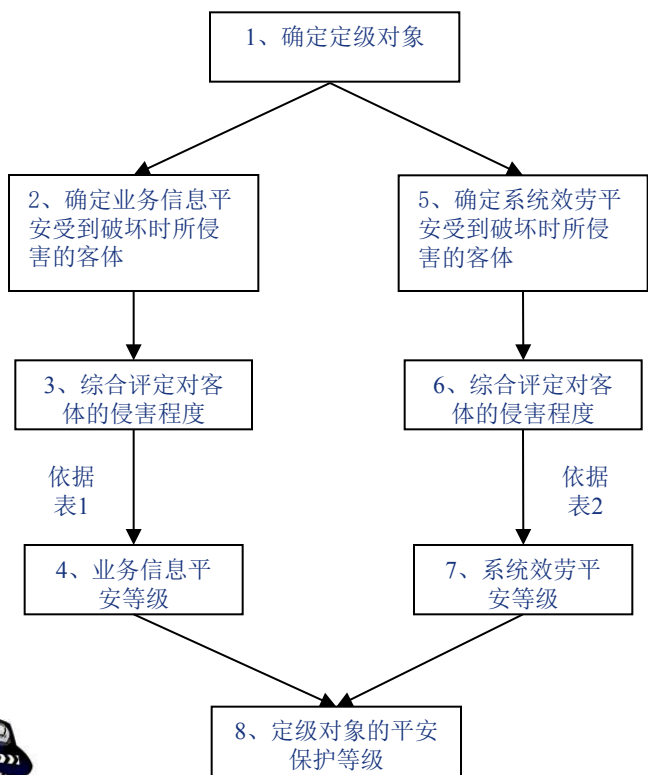 1、确定定级对象
2、确定业务信息平
安受到破坏时所侵
害的客体
5、确定系统效劳平
安受到破坏时所侵
害的客体
3、综合评定对客
体的侵害程度
6、综合评定对客
体的侵害程度
依据
表1
依据
表2
4、业务信息平
安等级
7、系统效劳平
安等级
8、定级对象的平安
保护等级